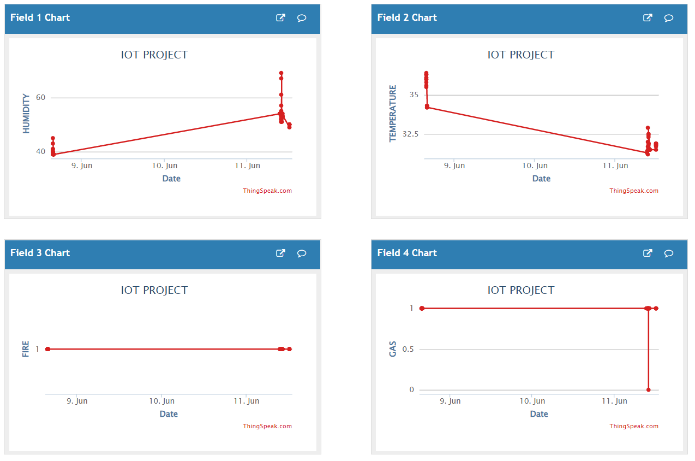 Field 1 Chart
IOT PROJECT
HUMIDITY
60
40
9. Jun
10. Jun
11. Jun
Date
ThingSpeak.com
Field 2 Chart
IOT PROJECT
TEMPERATURE
35
32.5
9. Jun
10. Jun
11. Jun
Date
ThingSpeak.com
Field 3 Chart
IOT PROJECT
FIRE
1
9. Jun
10. Jun
11. Jun
Date
ThingSpeak.com
Field 4 Chart
IOT PROJECT
GAS
1
0.5
0
9. Jun
10. Jun
11. Jun
Date
ThingSpeak.com